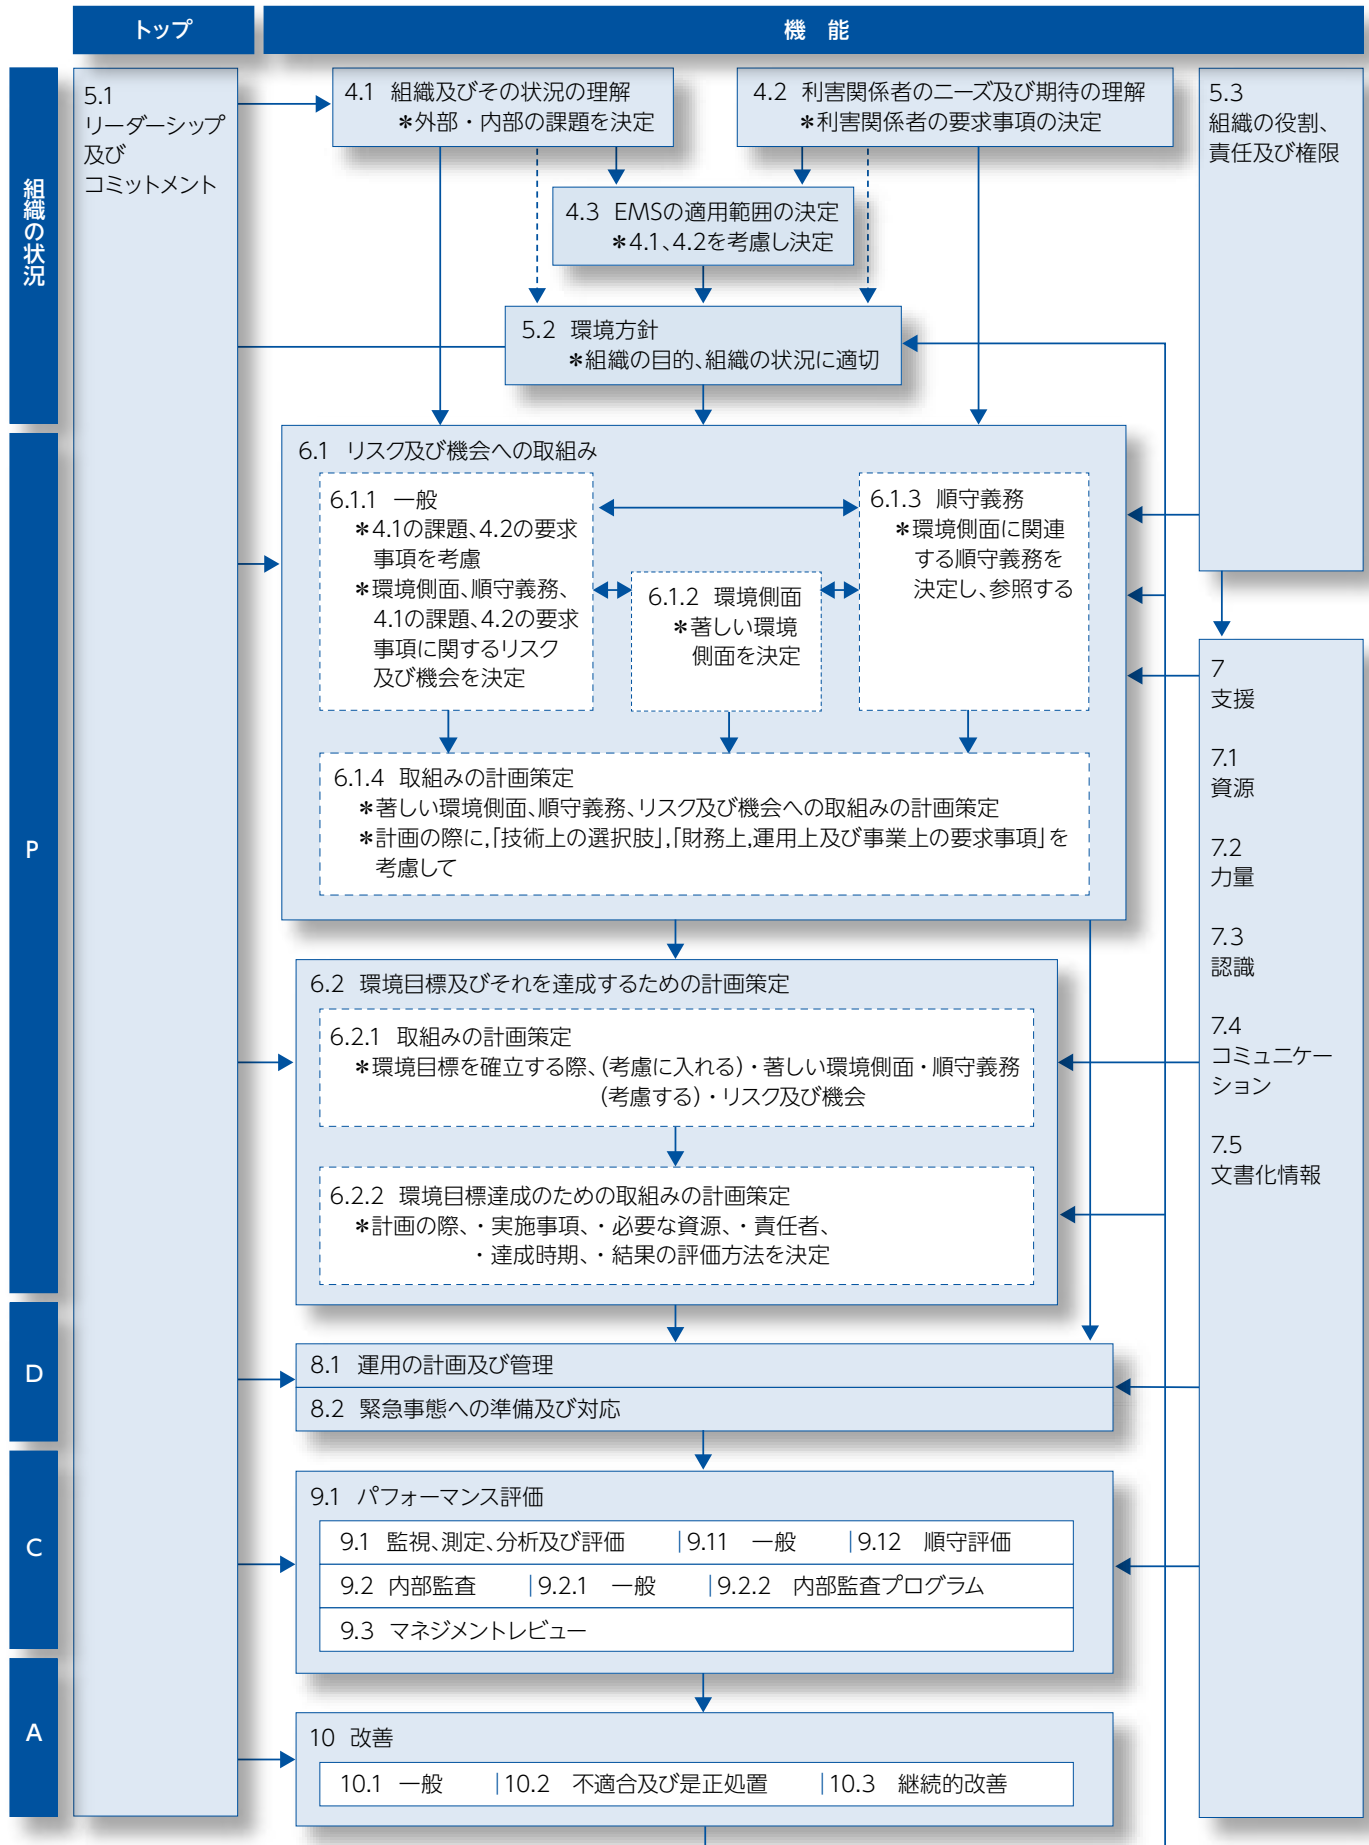 トップ
機 能
組織の状況
P
D
C
A
5.1
リーダーシップ
及び
コミットメント
4.1 組織及びその状況の理解
＊外部・内部の課題を決定
4.2 利害関係者のニーズ及び期待の理解
＊利害関係者の要求事項の決定
4.3 EMSの適用範囲の決定
＊4.1、4.2を考慮し決定
5.2 環境方針
＊組織の目的、組織の状況に適切
5.3
組織の役割、
責任及び権限
6.1 リスク及び機会への取組み
6.1.1 一般
＊4.1の課題、4.2の要求
事項を考慮
＊環境側面、順守義務、
4.1の課題、4.2の要求
事項に関するリスク
及び機会を決定
6.1.2 環境側面
＊著しい環境
側面を決定
6.1.3 順守義務
＊環境側面に関連
する順守義務を
決定し、参照する
6.1.4 取組みの計画策定
＊著しい環境側面、順守義務、リスク及び機会への取組みの計画策定
＊計画の際に,「技術上の選択肢」,「財務上,運用上及び事業上の要求事項」を
考慮して
6.2 環境目標及びそれを達成するための計画策定
6.2.1 取組みの計画策定
＊環境目標を確立する際、(考慮に入れる)・著しい環境側面・順守義務
(考慮する)・リスク及び機会
6.2.2 環境目標達成のための取組みの計画策定
＊計画の際、・実施事項、・必要な資源、・責任者、
・達成時期、・結果の評価方法を決定
7
支援
7.1
資源
7.2
力量
7.3
認識
7.4
コミュニケー
ション
7.5
文書化情報
8.1 運用の計画及び管理
8.2 緊急事態への準備及び対応
9.1 パフォーマンス評価
9.1 監視、測定、分析及び評価 |9.11 一般 |9.12 順守評価
9.2 内部監査 |9.2.1 一般 |9.2.2 内部監査プログラム
9.3 マネジメントレビュー
10 改善
10.1 一般 |10.2 不適合及び是正処置 |10.3 継続的改善